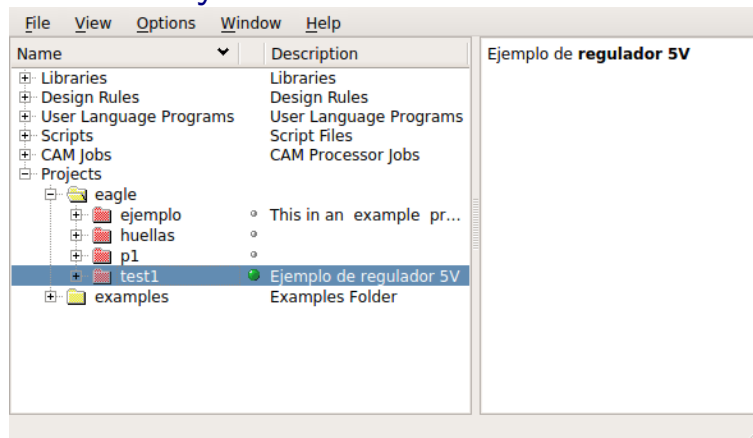 File View Options Window Help
Name Description
Libraries Libraries
Design Rules Design Rules
User Language Programs User Language Programs
Scripts Script Files
CAM Jobs CAM Processor Jobs
Projects
eagle
ejemplo This in an example pr...
huellas
p1
test1 Ejemplo de regulador 5V
examples Examples Folder
Ejemplo de regulador 5V